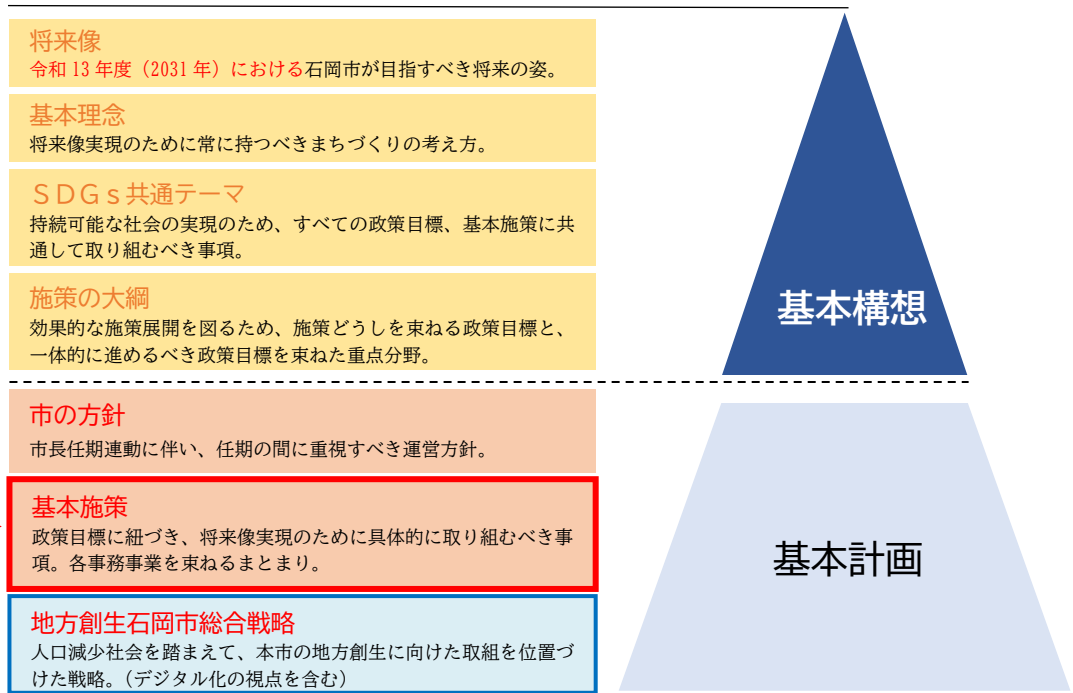 将来像
令和 13 年度（2031 年）における石岡市が目指すべき将来の姿。
基本理念
将来像実現のために常に持つべきまちづくりの考え方。
ＳＤＧｓ共通テーマ
持続可能な社会の実現のため、すべての政策目標、基本施策に共
通して取り組むべき事項。
施策の大綱
効果的な施策展開を図るため、施策どうしを束ねる政策目標と、
一体的に進めるべき政策目標を束ねた重点分野。
基本構想
市の方針
市長任期連動に伴い、任期の間に重視すべき運営方針。
基本施策
政策目標に紐づき、将来像実現のために具体的に取り組むべき事
項。各事務事業を束ねるまとまり。
地方創生石岡市総合戦略
人口減少社会を踏まえて、本市の地方創生に向けた取組を位置づ
けた戦略。（デジタル化の視点を含む）
基本計画